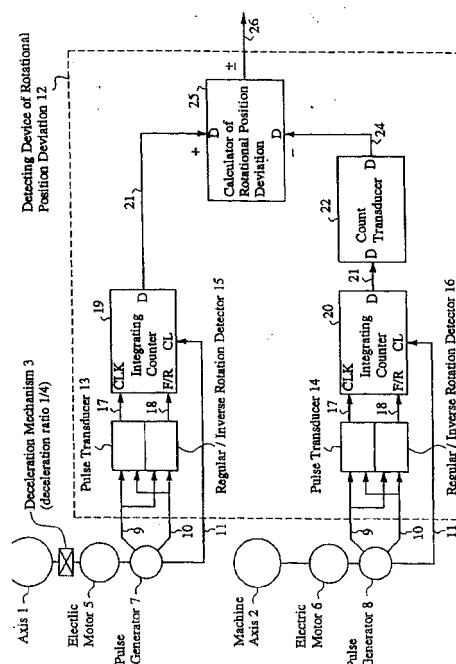 Detecting Device of Rotational
Position Deviation 12
Axis 1
Deceleration Mechanism 3
(deceleration ratio 1/4)
Electlic
Motor 5
Pulse
Generator 7
9
10
11
Pulse Transducer 13
Regular / Inverse Rotation Detector 15
17
18
19
CLK
Integrating
Counter
F/R
CL
D
21
+
D
25
±
26
Calculator of
Rotational Position
Deviation
D
−
24
Machine
Axis 2
Electric
Motor 6
Pulse
Generator 8
9
10
11
Pulse Transducer 14
Regular / Inverse Rotation Detector 16
17
18
20
CLK
Integrating
Counter
F/R
CL
D
21
22
D
Count
Transducer
D